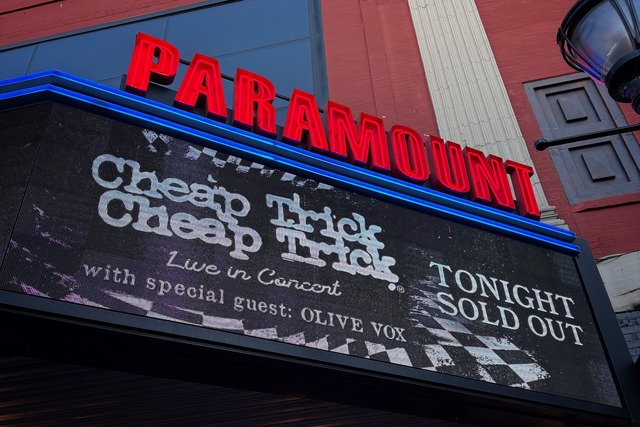 PARAMOUNT
Cheap Trick
Cheap Trick®
Live in Concert
with special guest: OLIVE VOX
TONIGHT
SOLD OUT